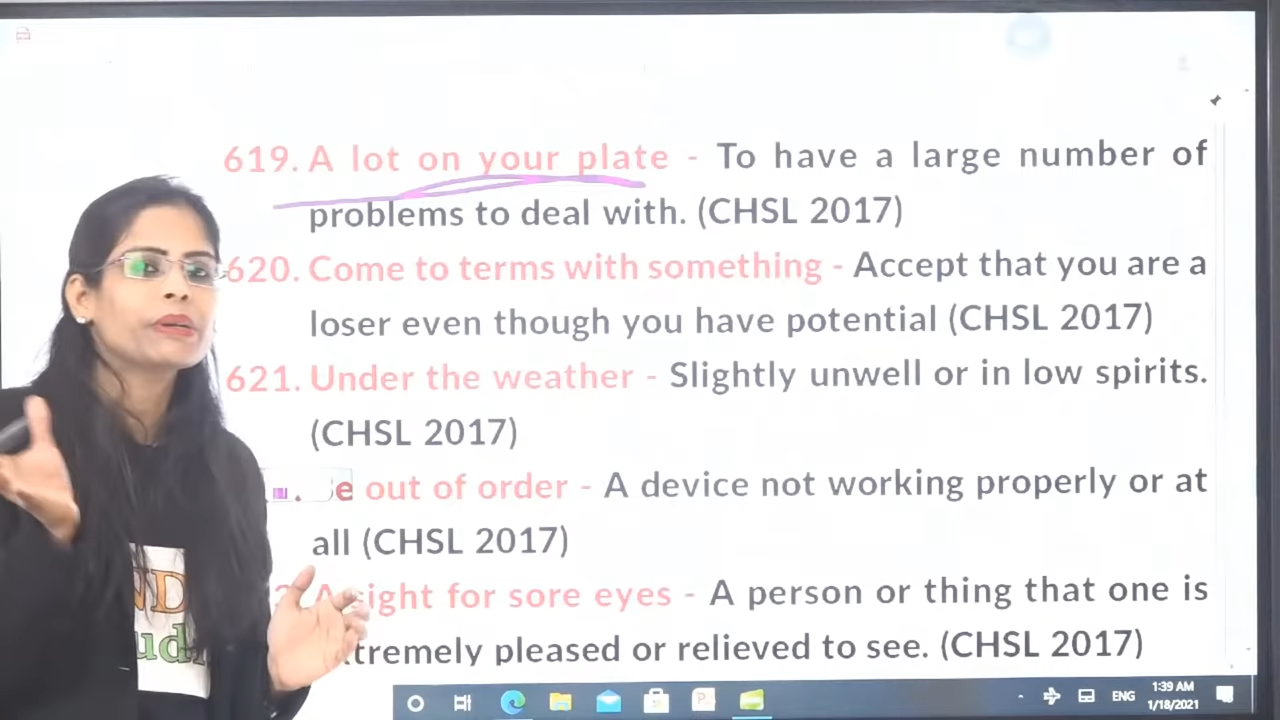 619. A lot on your plate - To have a large number of
problems to deal with. (CHSL 2017)
620. Come to terms with something - Accept that you are a
loser even though you have potential (CHSL 2017)
621. Under the weather - Slightly unwell or in low spirits.
(CHSL 2017)
out of order - A device not working properly or at
all (CHSL 2017)
A sight for sore eyes - A person or thing that one is
extremely pleased or relieved to see. (CHSL 2017)
ENG
1:39 AM
1/18/2021